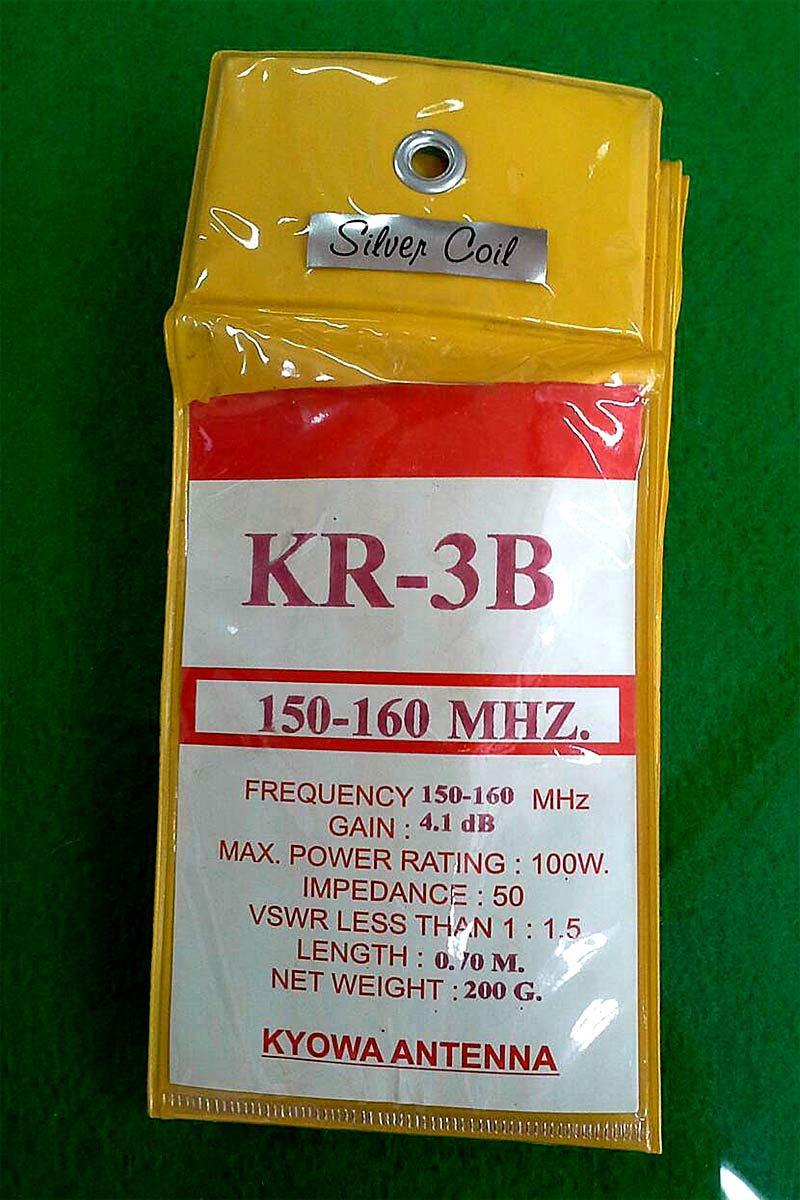 Silver Coil
KR-3B
150-160 MHZ.
FREQUENCY 150-160 MHz
GAIN : 4.1 dB
MAX. POWER RATING : 100W.
IMPEDANCE : 50
VSWR LESS THAN 1 : 1.5
LENGTH : 0.70 M.
NET WEIGHT : 200 G.
KYOWA ANTENNA